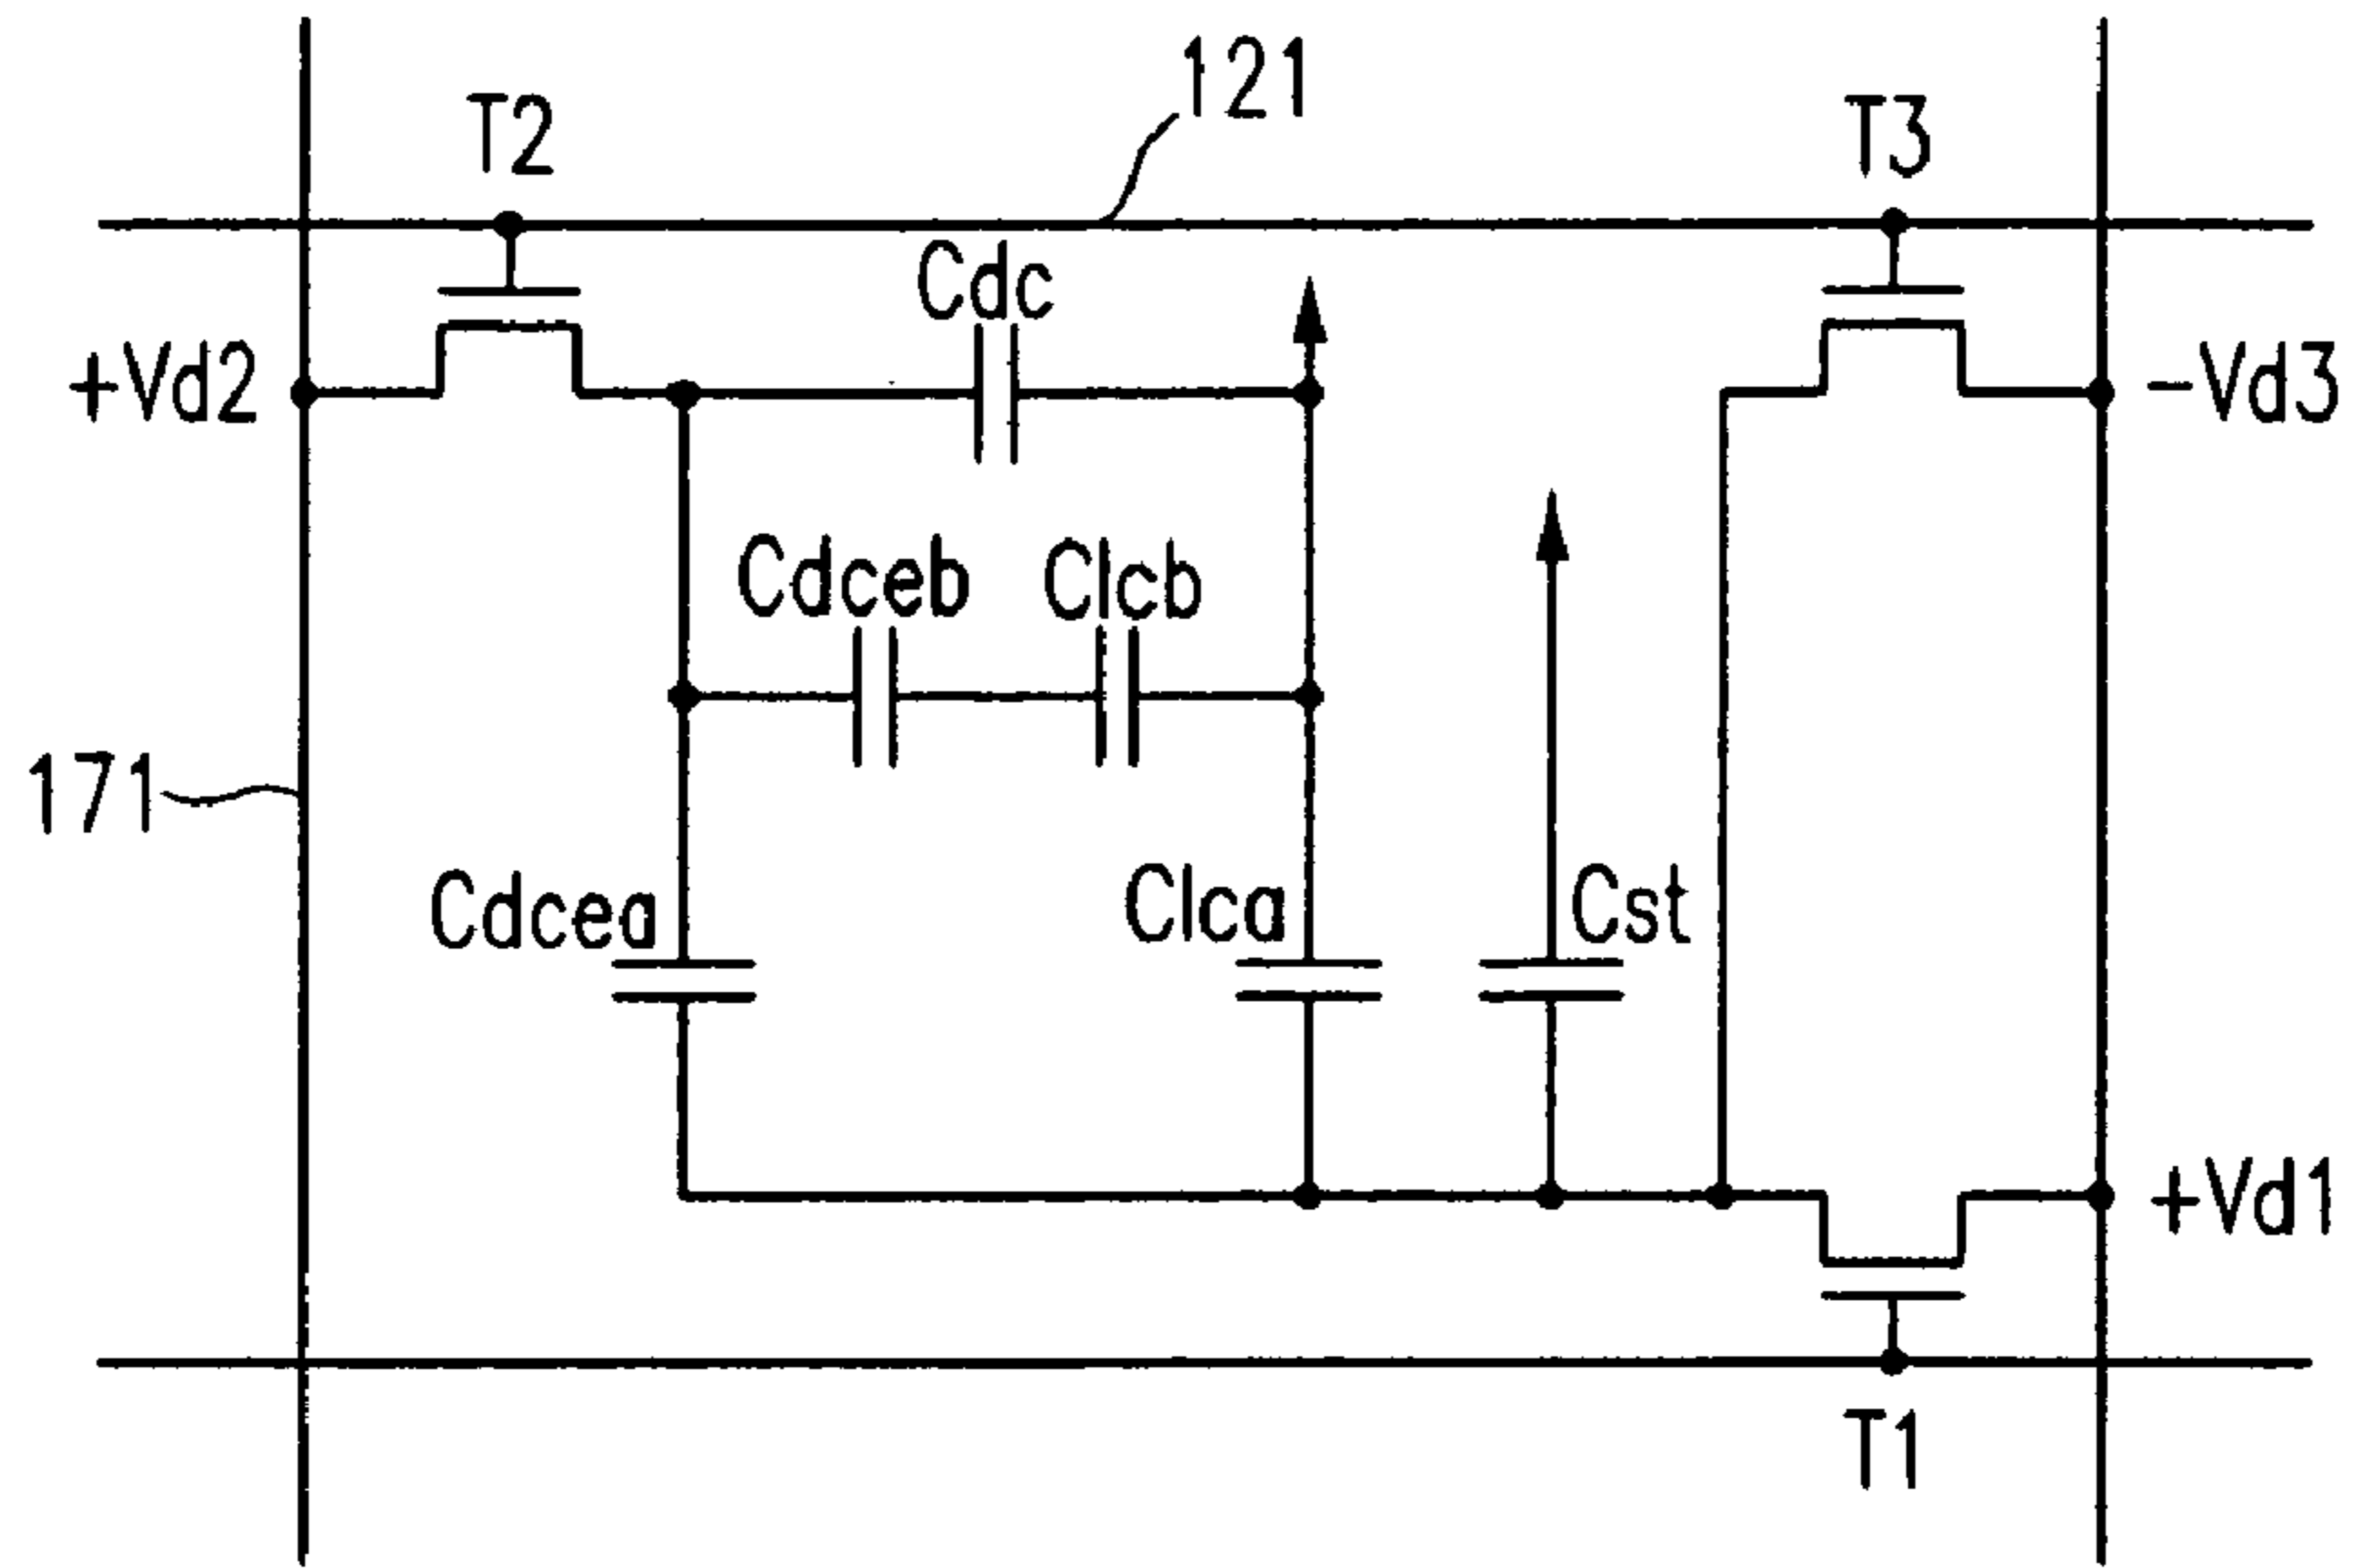 121
T2
T3
Cdc
+Vd2
-Vd3
Cdceb
Clcb
171
Cdcea
Clca
Cst
+Vd1
T1